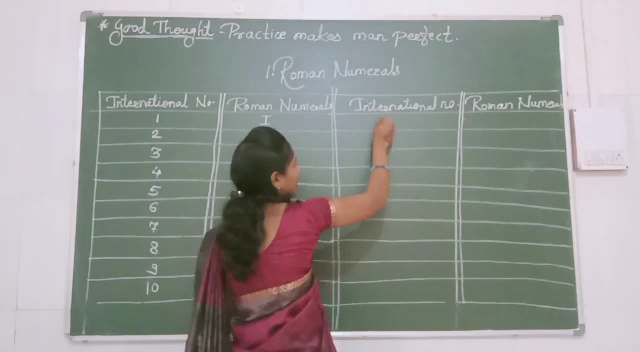 * Good Thought - Practice makes man perfect.
1. Roman Numerals
International No. Roman Numerals International no. Roman Numerals
1 I
2
3
4
5
6
7
8
9
10